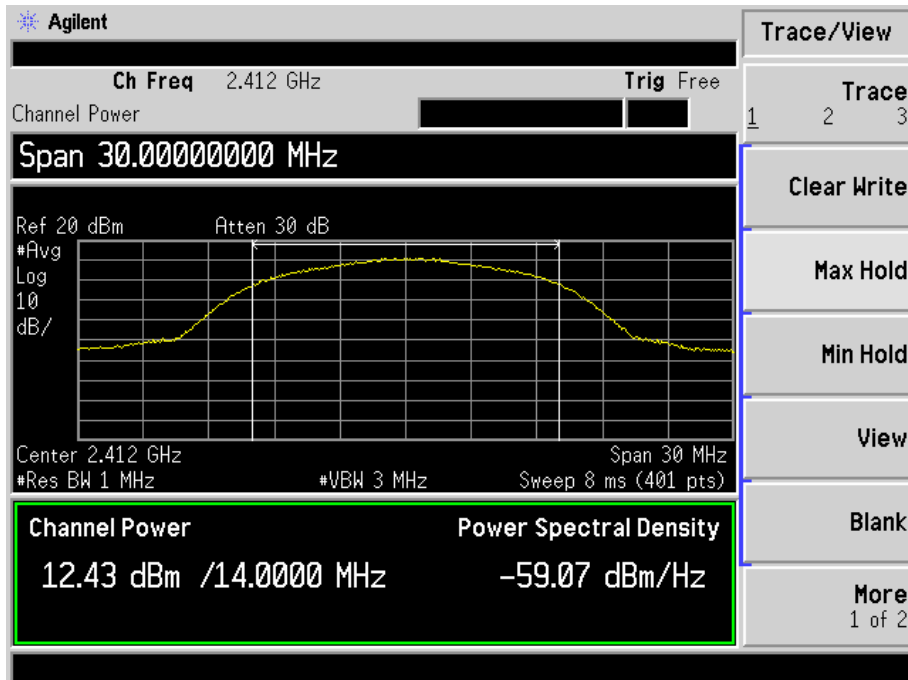 Agilent
Trace/View
Ch Freq 2.412 GHz Trig Free
Channel Power
Trace
1 2 3
Span 30.00000000 MHz
Clear Write
Ref 20 dBm Atten 30 dB
#Avg
Log
10
dB/
Max Hold
Min Hold
View
Center 2.412 GHz Span 30 MHz
#Res BW 1 MHz #VBW 3 MHz Sweep 8 ms (401 pts)
Channel Power Power Spectral Density
12.43 dBm /14.0000 MHz -59.07 dBm/Hz
Blank
More
1 of 2